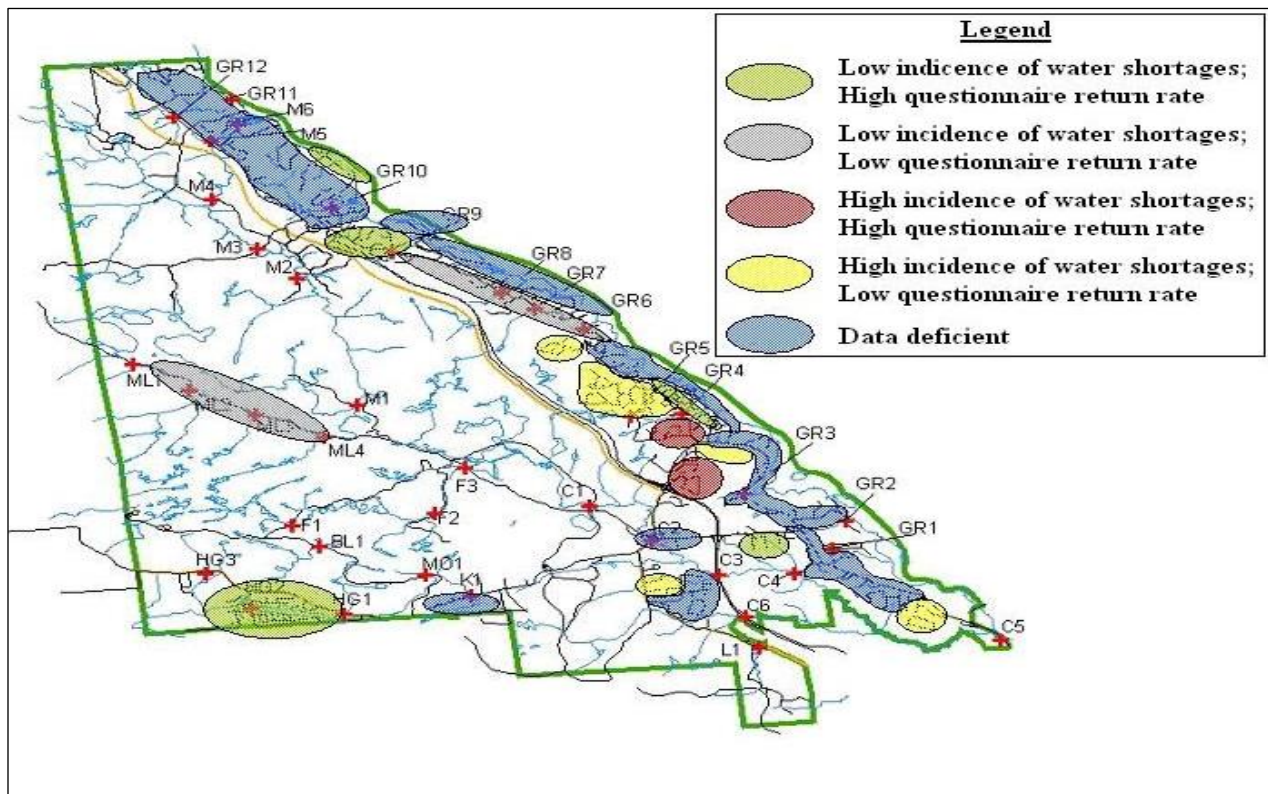 Legend
Low indicence of water shortages;
High questionnaire return rate
Low incidence of water shortages;
Low questionnaire return rate
High incidence of water shortages;
High questionnaire return rate
High incidence of water shortages;
Low questionnaire return rate
Data deficient
GR12
GR11
M6
M5
GR10
M4
GR9
M3
GR8
M2
GR7
GR6
GR5
ML1
GR4
M1
ML4
GR3
F3
C1
GR2
F2
F1
GR1
C2
BL1
HG3
MO1
C3
C4
K1
HG1
C6
C5
L1